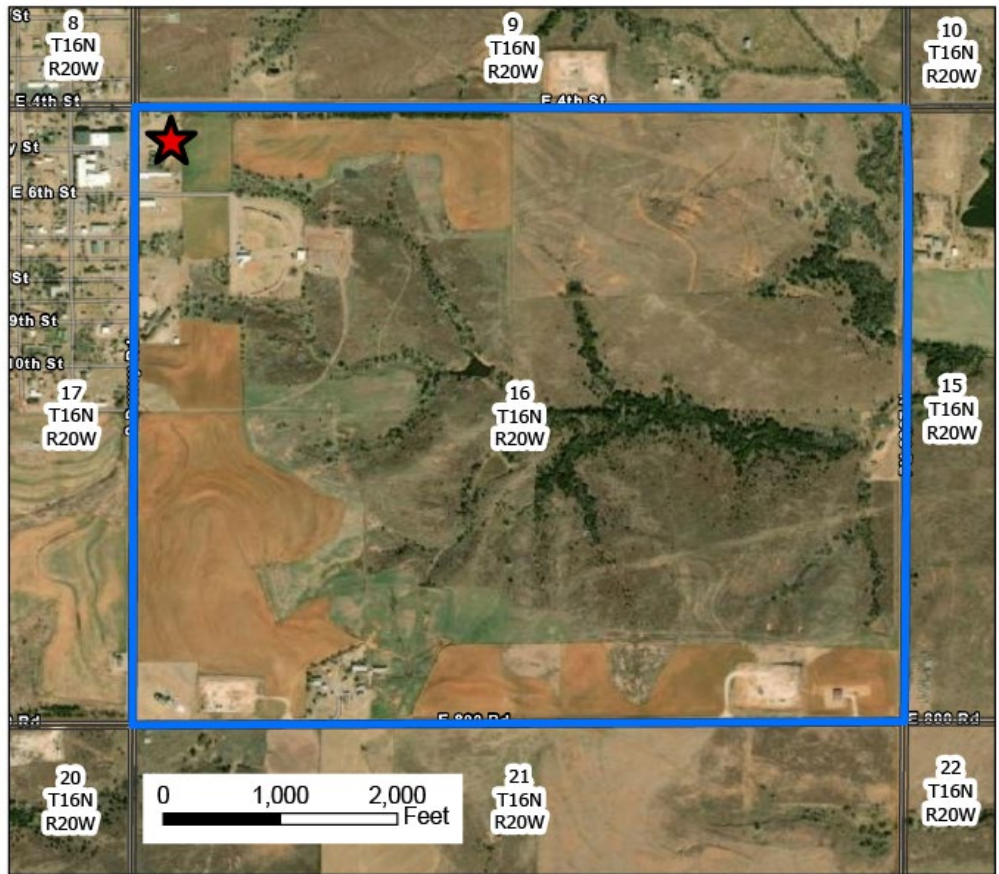 St
8
T16N
R20W
9
T16N
R20W
10
T16N
R20W
E 4th St
E 4th St
y St
E 6th St
St
9th St
10th St
17
T16N
R20W
16
T16N
R20W
15
T16N
R20W
Rd
E 800 Rd
E 800 Rd
20
T16N
R20W
21
T16N
R20W
22
T16N
R20W
0 1,000 2,000
Feet